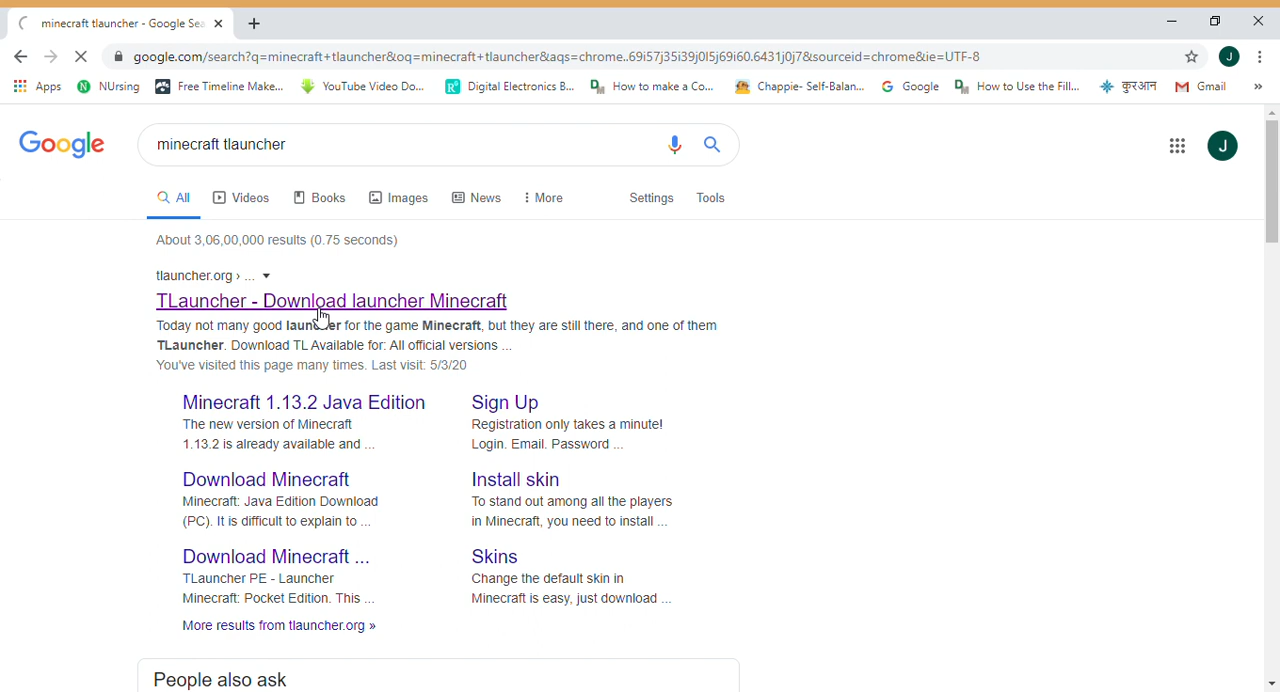 minecraft tlauncher - Google Sea
google.com/search?q=minecraft+tlauncher&oq=minecraft+tlauncher&aqs=chrome..69i57j35i39j0l5j69i60.6431j0j7&sourceid=chrome&ie=UTF-8
J
Apps NUrsing Free Timeline Make... YouTube Video Do... Digital Electronics B... How to make a Co... Chappie- Self-Balan... Google How to Use the Fill... कुरआन Gmail »
Google minecraft tlauncher J
All Videos Books Images News More Settings Tools
About 3,06,00,000 results (0.75 seconds)
tlauncher.org › ...
TLauncher - Download launcher Minecraft
Today not many good launcher for the game Minecraft, but they are still there, and one of them
TLauncher. Download TL Available for: All official versions ...
You've visited this page many times. Last visit: 5/3/20
Minecraft 1.13.2 Java Edition
The new version of Minecraft
1.13.2 is already available and ...
Sign Up
Registration only takes a minute!
Login. Email. Password ...
Download Minecraft
Minecraft: Java Edition Download
(PC). It is difficult to explain to ...
Install skin
To stand out among all the players
in Minecraft, you need to install ...
Download Minecraft ...
TLauncher PE - Launcher
Minecraft: Pocket Edition. This ...
Skins
Change the default skin in
Minecraft is easy, just download ...
More results from tlauncher.org »
People also ask